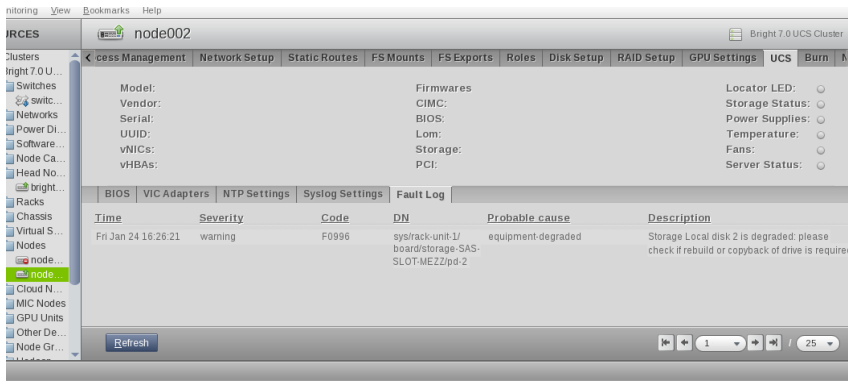 nitoring View Bookmarks Help
URCES
node002
Bright 7.0 UCS Cluster
Clusters
Bright 7.0 U...
Switches
switc...
Networks
Power Di...
Software...
Node Ca...
Head No...
bright...
Racks
Chassis
Virtual S...
Nodes
node...
node...
Cloud N...
MIC Nodes
GPU Units
Other De...
Node Gr...
cess Management Network Setup Static Routes FS Mounts FS Exports Roles Disk Setup RAID Setup GPU Settings UCS Burn N
Model: Firmwares Locator LED:
Vendor: CIMC: Storage Status:
Serial: BIOS: Power Supplies:
UUID: Lom: Temperature:
vNICs: Storage: Fans:
vHBAs: PCI: Server Status:
BIOS VIC Adapters NTP Settings Syslog Settings Fault Log
Time Severity Code DN Probable cause Description
Fri Jan 24 16:26:21 warning F0996 sys/rack-unit-1/ equipment-degraded Storage Local disk 2 is degraded: please
board/storage-SAS- check if rebuild or copyback of drive is require
SLOT-MEZZ/pd-2
Refresh
1 / 25